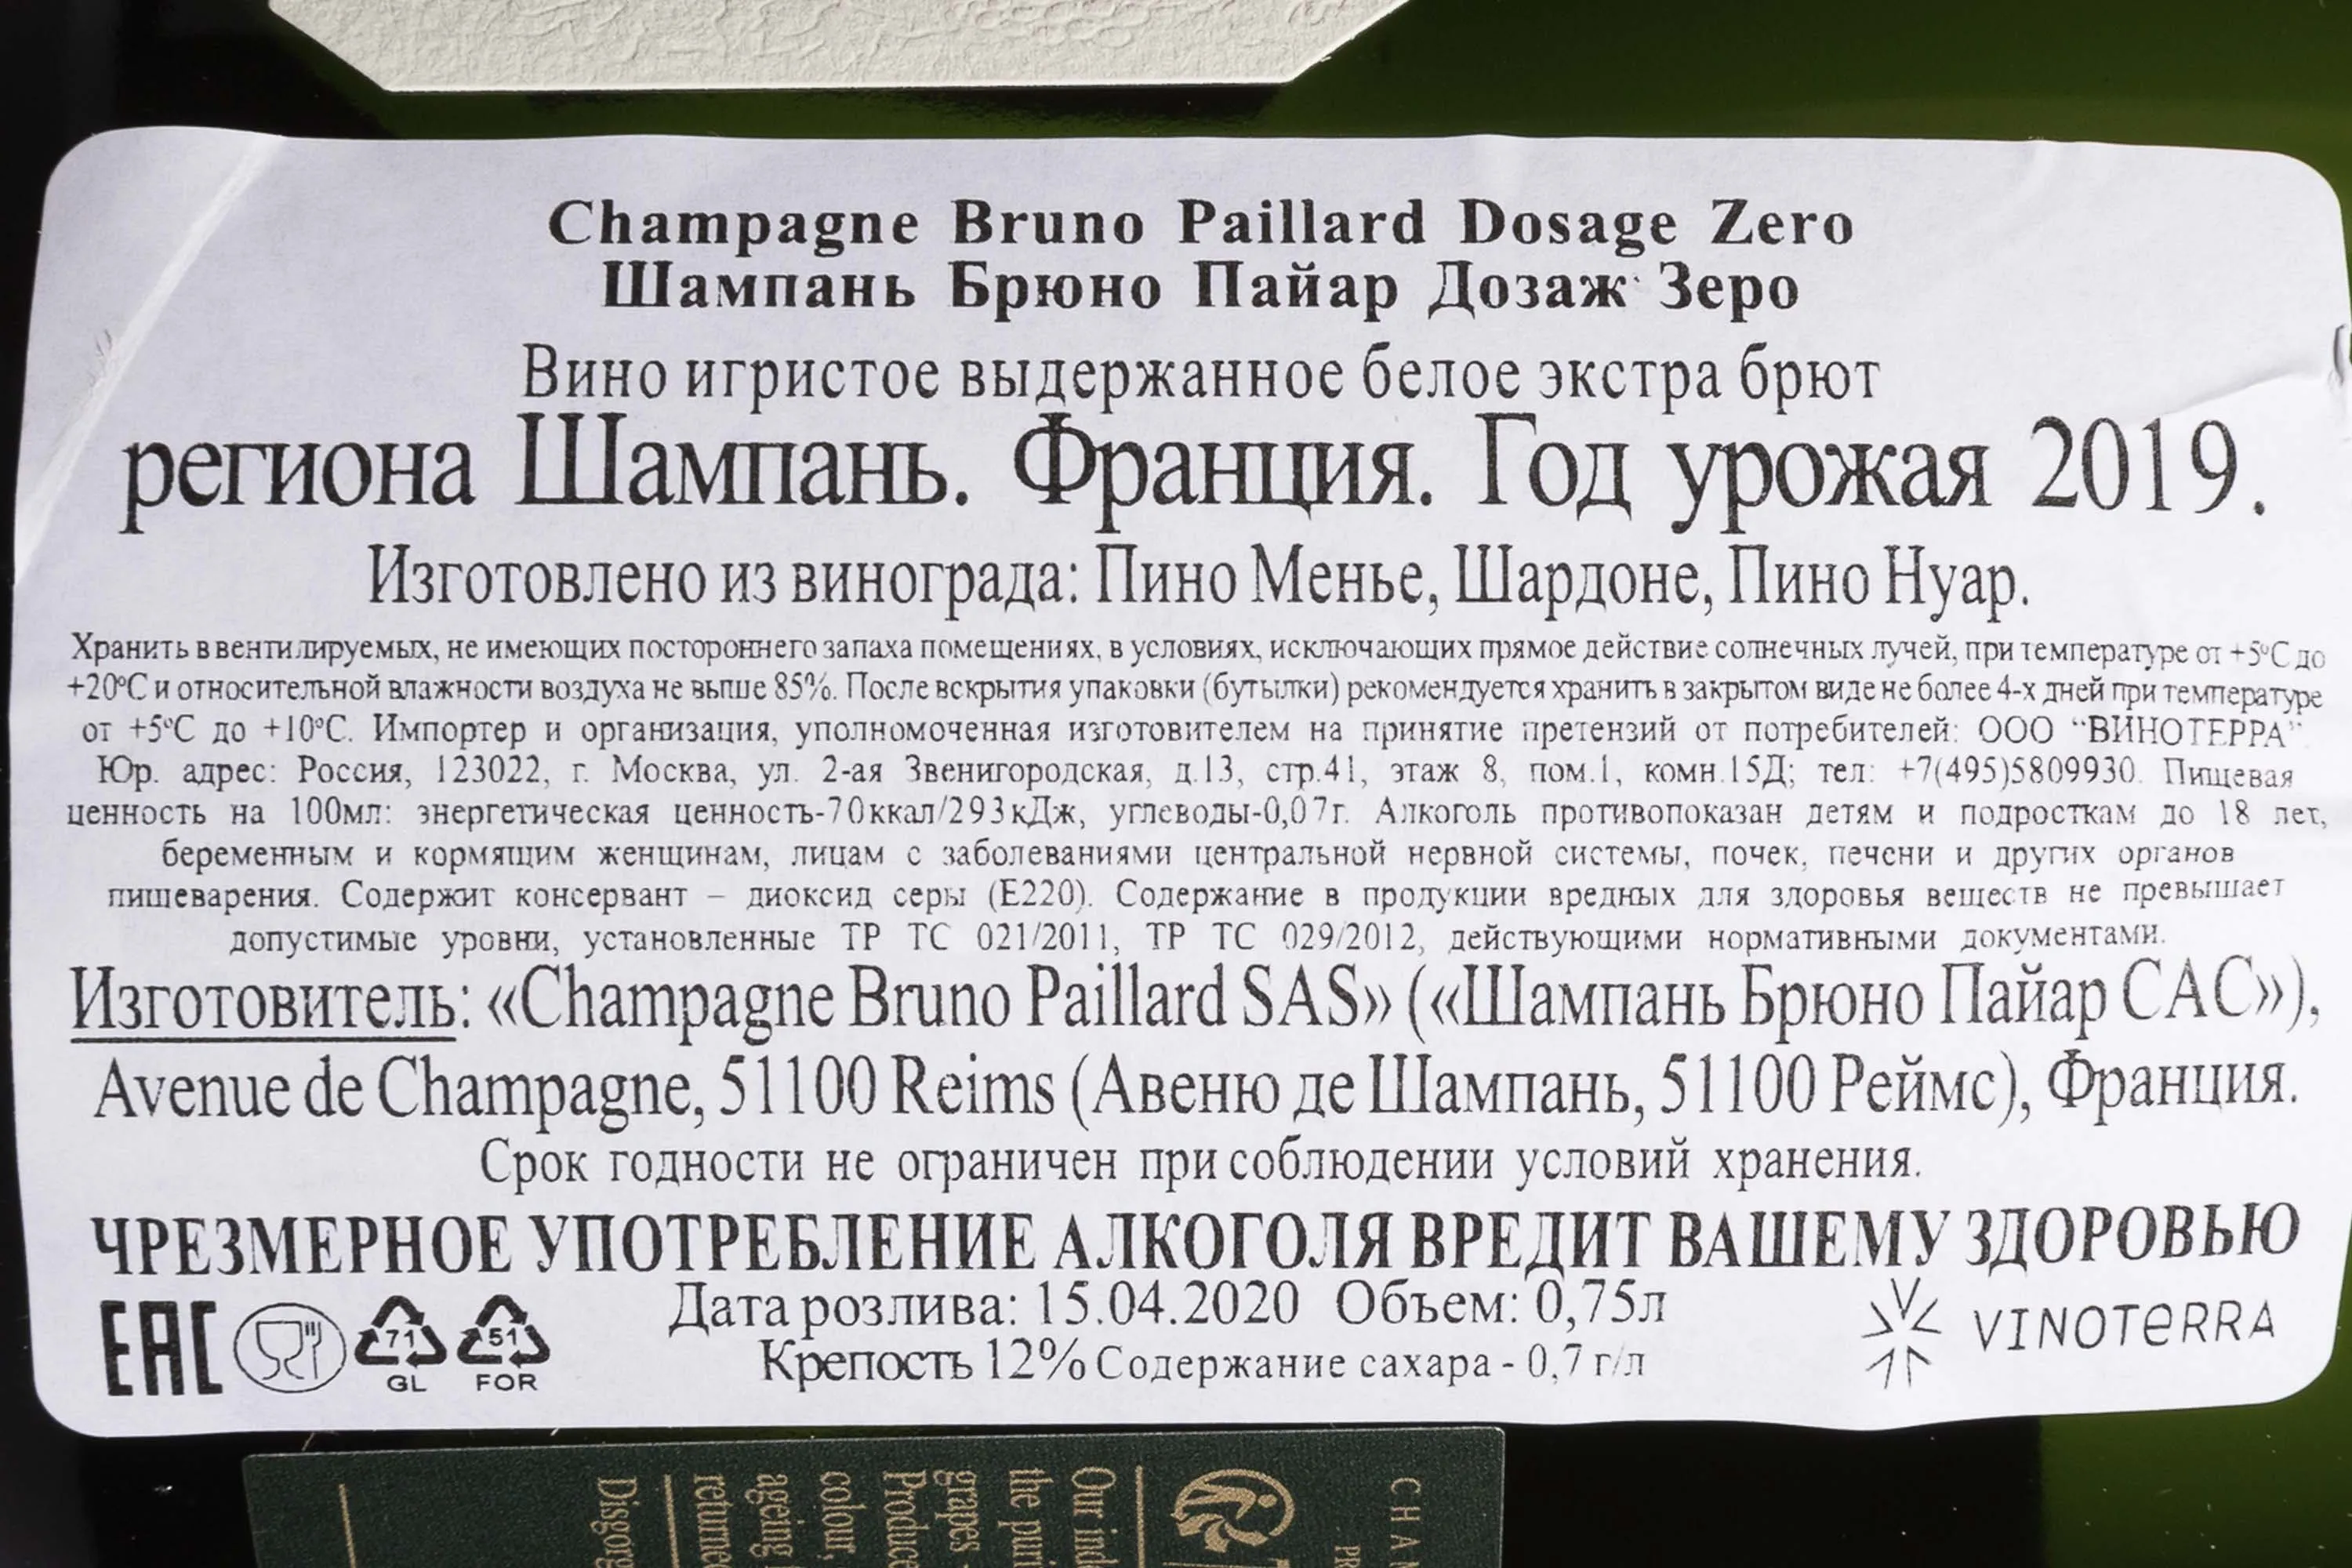 Champagne Bruno Paillard Dosage Zero
Шампань Брюно Пайар Дозаж Зеро
Вино игристое выдержанное белое экстра брют
региона Шампань. Франция. Год урожая 2019.
Изготовлено из винограда: Пино Менье, Шардоне, Пино Нуар.
Хранить в вентилируемых, не имеющих постороннего запаха помещениях, в условиях, исключающих прямое действие солнечных лучей, при температуре от +5°С до
+20°С и относительной влажности воздуха не выше 85%. После вскрытия упаковки (бутылки) рекомендуется хранить в закрытом виде не более 4-х дней при температуре
от +5°С до +10°С. Импортер и организация, уполномоченная изготовителем на принятие претензий от потребителей: ООО "ВИНОТЕРРА"
Юр. адрес: Россия, 123022, г. Москва, ул. 2-ая Звенигородская, д.13, стр.41, этаж 8, пом.1, комн.15Д; тел: +7(495)5809930. Пищевая
ценность на 100мл: энергетическая ценность-70ккал/293кДж, углеводы-0,07г. Алкоголь противопоказан детям и подросткам до 18 лет,
беременным и кормящим женщинам, лицам с заболеваниями центральной нервной системы, почек, печени и других органов
пищеварения. Содержит консервант – диоксид серы (Е220). Содержание в продукции вредных для здоровья веществ не превышает
допустимые уровни, установленные ТР ТС 021/2011, ТР ТС 029/2012, действующими нормативными документами.
Изготовитель: «Champagne Bruno Paillard SAS» («Шампань Брюно Пайар САС»),
Avenue de Champagne, 51100 Reims (Авеню де Шампань, 51100 Реймс), Франция.
Срок годности не ограничен при соблюдении условий хранения.
ЧРЕЗМЕРНОЕ УПОТРЕБЛЕНИЕ АЛКОГОЛЯ ВРЕДИТ ВАШЕМУ ЗДОРОВЬЮ
Дата розлива: 15.04.2020 Объем: 0,75л
Крепость 12% Содержание сахара - 0,7 г/л
EAC
71
GL
51
FOR
VINOTERRA
Our
the
grapes
colour,
ageing